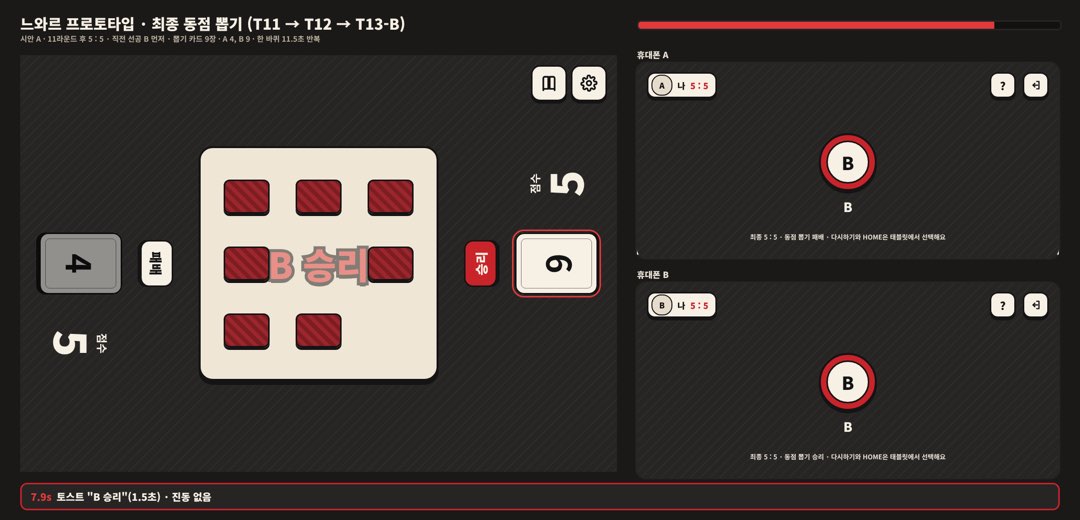 느와르 프로토타입 · 최종 동점 뽑기 (T11 → T12 → T13-B)
시안 A · 11라운드 후 5 : 5 · 직전 선공 B 먼저 · 뽑기 카드 9장 · A 4, B 9 · 한 바퀴 11.5초 반복
4
패배
점수
5
B 승리
승리
9
점수
5
휴대폰 A
A 나 5 : 5
?
B
B
최종 5 : 5 · 동점 뽑기 패배 · 다시하기와 HOME은 태블릿에서 선택해요
휴대폰 B
B 나 5 : 5
?
B
B
최종 5 : 5 · 동점 뽑기 승리 · 다시하기와 HOME은 태블릿에서 선택해요
7.9s 토스트 "B 승리"(1.5초) · 진동 없음